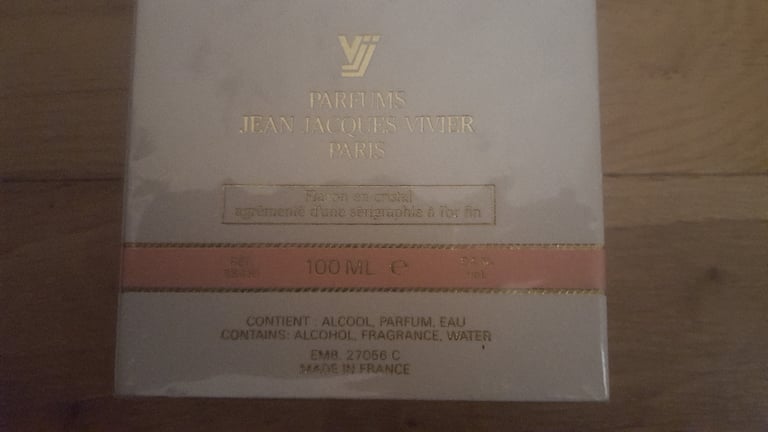 PARFUMS
JEAN JACQUES VIVIER
PARIS
Flacon en cristal
agrémenté d'une sérigraphie à l'or fin
100 ML e
CONTIENT : ALCOOL, PARFUM, EAU
CONTAINS: ALCOHOL, FRAGRANCE, WATER
EMB. 27056 C
MADE IN FRANCE